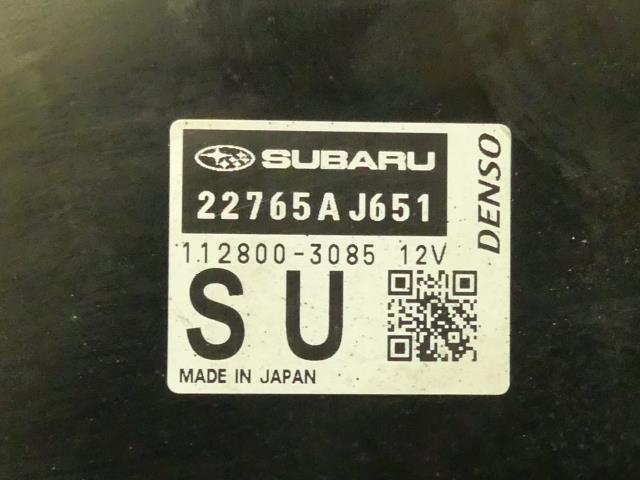 SUBARU
22765AJ651
112800-3085 12V
SU
MADE IN JAPAN
DENSO